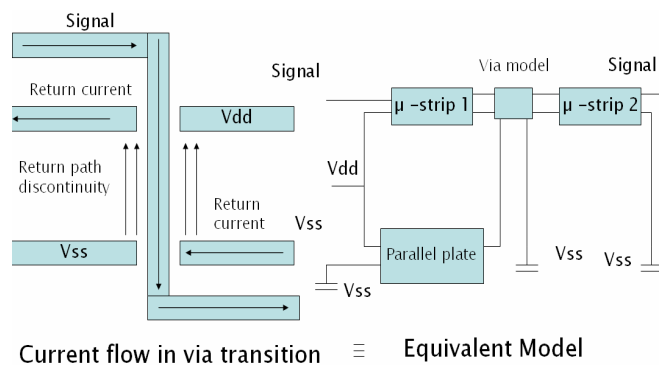 Signal
Return current
Vdd
Return path
discontinuity
Return
current
Vss
Vss
Signal
Via model
Signal
μ -strip 1
μ -strip 2
Vdd
Parallel plate
Vss
Vss
Vss
Current flow in via transition ≡ Equivalent Model